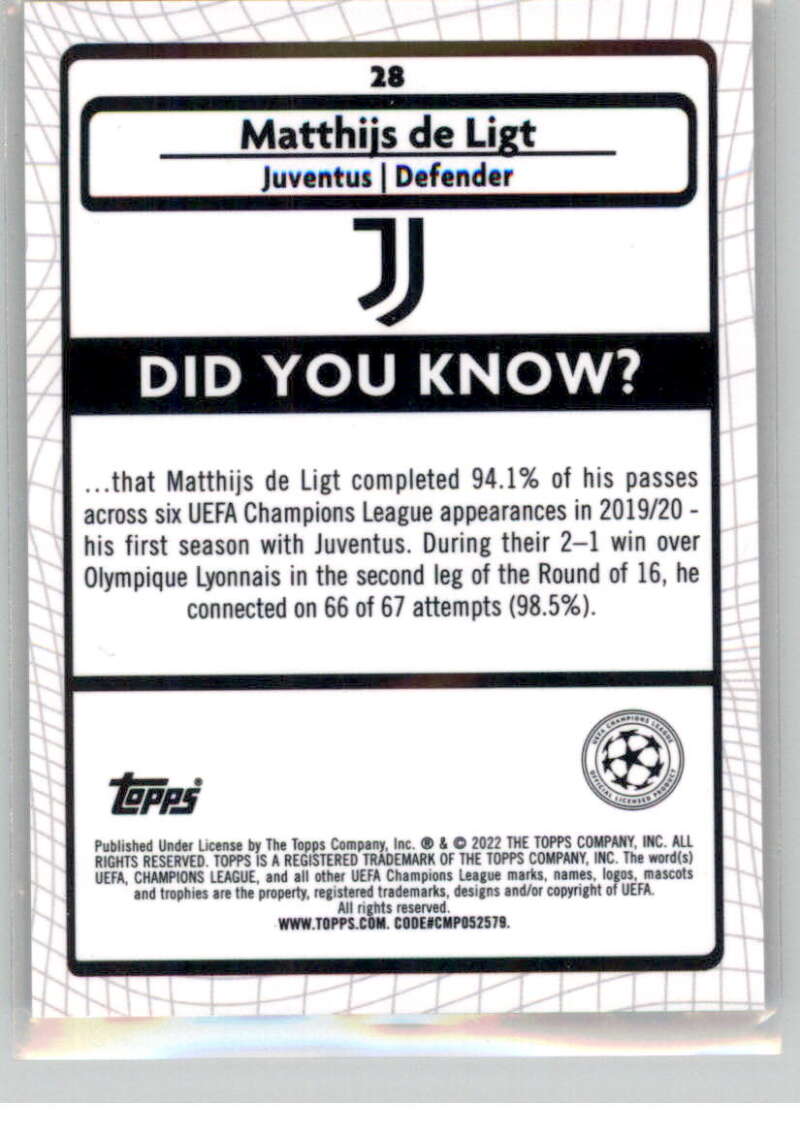 28
Matthijs de Ligt
Juventus | Defender
DID YOU KNOW?
...that Matthijs de Ligt completed 94.1% of his passes
across six UEFA Champions League appearances in 2019/20 -
his first season with Juventus. During their 2–1 win over
Olympique Lyonnais in the second leg of the Round of 16, he
connected on 66 of 67 attempts (98.5%).
UEFA CHAMPIONS LEAGUE
OFFICIAL LICENSED PRODUCT
topps®
Published Under License by The Topps Company, Inc. ® & © 2022 THE TOPPS COMPANY, INC. ALL
RIGHTS RESERVED. TOPPS IS A REGISTERED TRADEMARK OF THE TOPPS COMPANY, INC. The word(s)
UEFA, CHAMPIONS LEAGUE, and all other UEFA Champions League marks, names, logos, mascots
and trophies are the property, registered trademarks, designs and/or copyright of UEFA.
All rights reserved.
WWW.TOPPS.COM. CODE#CMP052579.